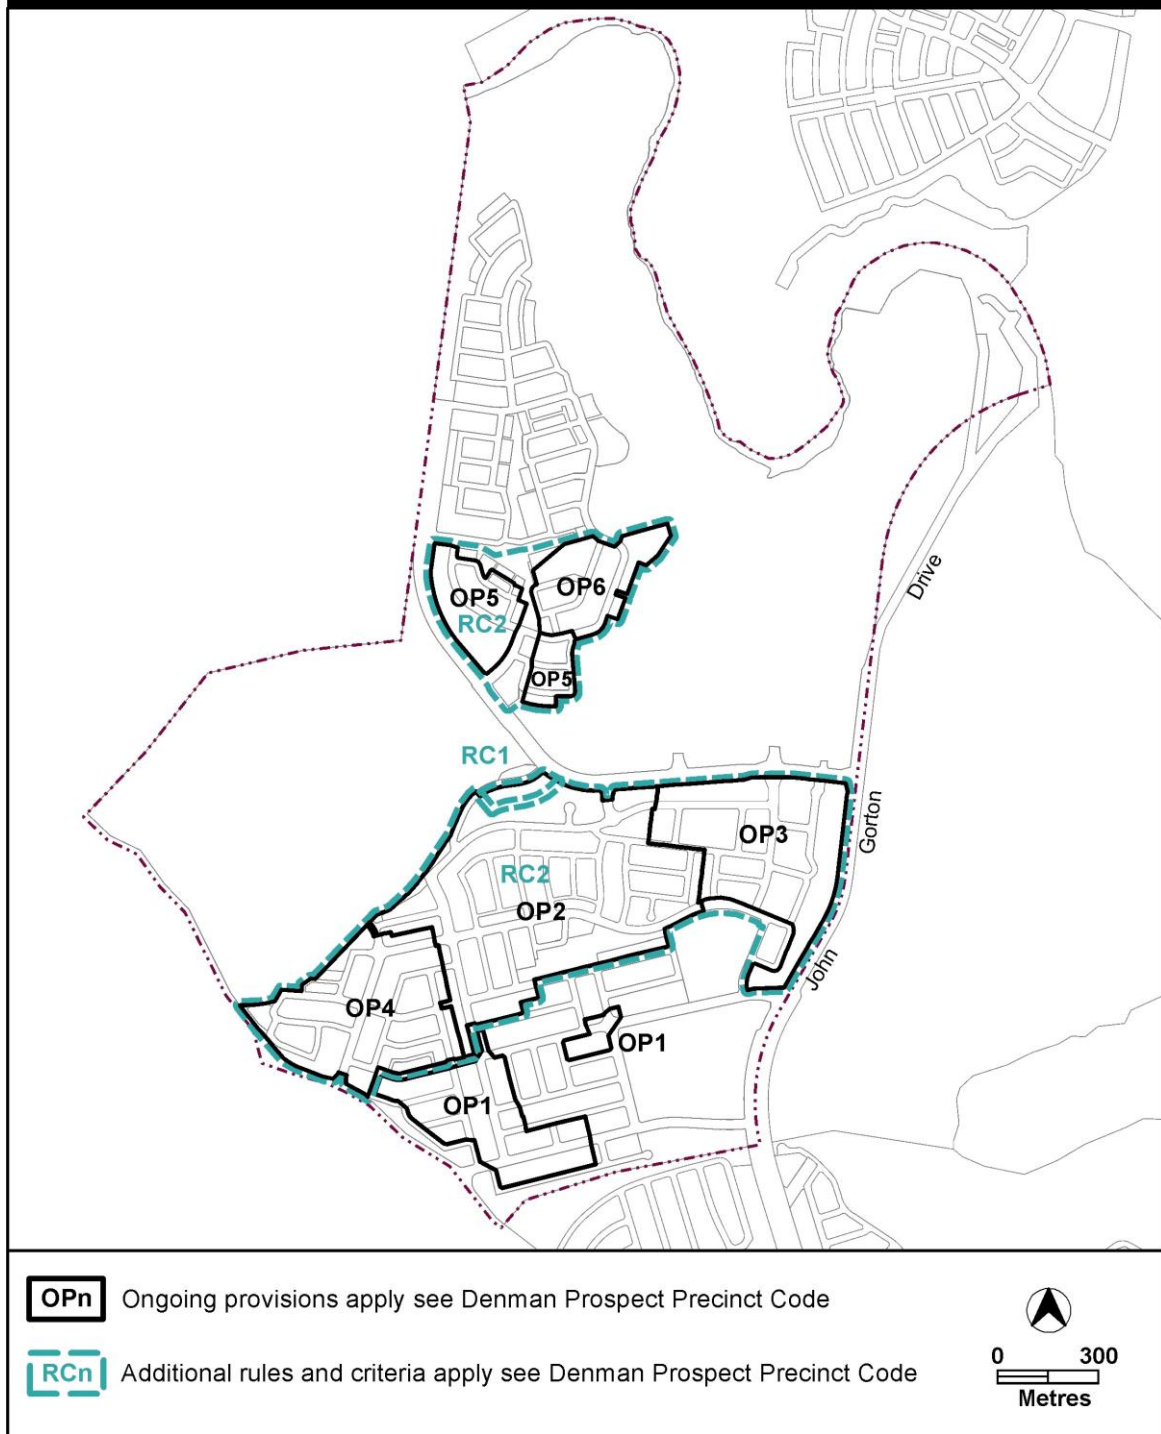 OP6
OP5
RC2
OP5
Drive
RC1
Gorton
OP3
RC2
OP2
John
OP4
OP1
OP1
OPn Ongoing provisions apply see Denman Prospect Precinct Code
RCn Additional rules and criteria apply see Denman Prospect Precinct Code
0 300
Metres